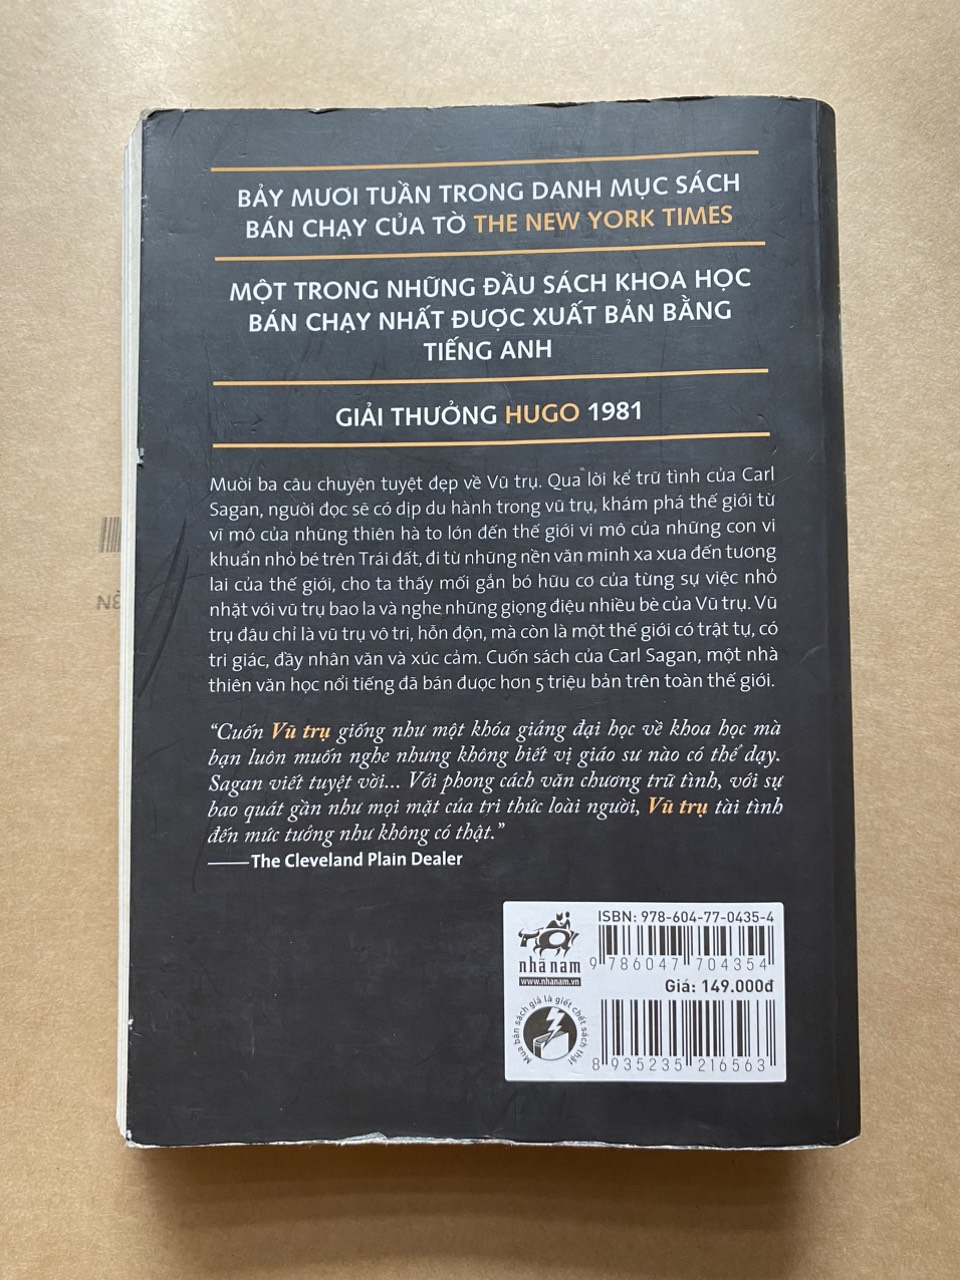 BẢY MƯƠI TUẦN TRONG DANH MỤC SÁCH
BÁN CHẠY CỦA TỜ THE NEW YORK TIMES
MỘT TRONG NHỮNG ĐẦU SÁCH KHOA HỌC
BÁN CHẠY NHẤT ĐƯỢC XUẤT BẢN BẰNG
TIẾNG ANH
GIẢI THƯỞNG HUGO 1981
Mười ba câu chuyện tuyệt đẹp về Vũ trụ. Qua lời kể trữ tình của Carl
Sagan, người đọc sẽ có dịp du hành trong vũ trụ, khám phá thế giới từ
vĩ mô của những thiên hà to lớn đến thế giới vi mô của những con vi
khuẩn nhỏ bé trên Trái đất, đi từ những nền văn minh xa xưa đến tương
lai của thế giới, cho ta thấy mối gắn bó hữu cơ của từng sự việc nhỏ
nhặt với vũ trụ bao la và nghe những giọng điệu nhiều bè của Vũ trụ. Vũ
trụ đâu chỉ là vũ trụ vô tri, hỗn độn, mà còn là một thế giới có trật tự, có
tri giác, đầy nhân văn và xúc cảm. Cuốn sách của Carl Sagan, một nhà
thiên văn học nổi tiếng đã bán được hơn 5 triệu bản trên toàn thế giới.
“Cuốn Vũ trụ giống như một khóa giảng đại học về khoa học mà
bạn luôn muốn nghe nhưng không biết vị giáo sư nào có thể dạy.
Sagan viết tuyệt vời... Với phong cách văn chương trữ tình, với sự
bao quát gần như mọi mặt của tri thức loài người, Vũ trụ tài tình
đến mức tưởng như không có thật.”
——The Cleveland Plain Dealer
ISBN: 978-604-77-0435-4
nhã nam
www.nhanam.vn
9 786047 704354
Giá: 149.000đ
Mua bán sách giả là giết chết sách thật
8 935235 216563